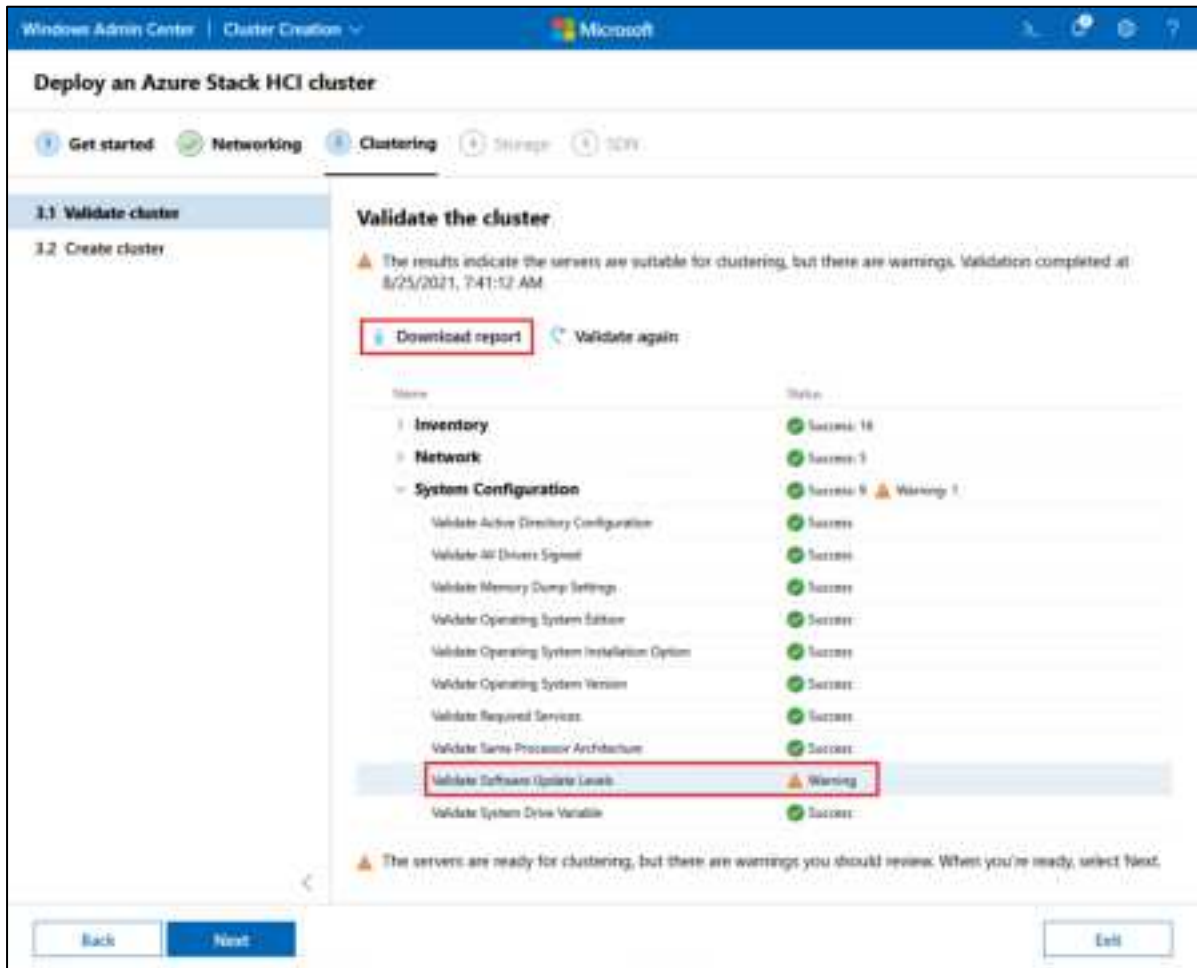 Windows Admin Center | Cluster Creation
Microsoft
Deploy an Azure Stack HCI cluster
Get started
Networking
Clustering
Storage
SDN
3.1 Validate cluster
3.2 Create cluster
Validate the cluster
The results indicate the servers are suitable for clustering, but there are warnings. Validation completed at
8/25/2021, 7:41:12 AM
Download report
Validate again
Name Status
Inventory Success: 16
Network Success: 5
System Configuration Success: 9 Warning: 1
Validate Active Directory Configuration Success
Validate All Drivers Signed Success
Validate Memory Dump Settings Success
Validate Operating System Edition Success
Validate Operating System Installation Option Success
Validate Operating System Version Success
Validate Required Services Success
Validate Same Processor Architecture Success
Validate Software Update Levels Warning
Validate System Drive Variable Success
The servers are ready for clustering, but there are warnings you should review. When you're ready, select Next.
Back
Next
Exit